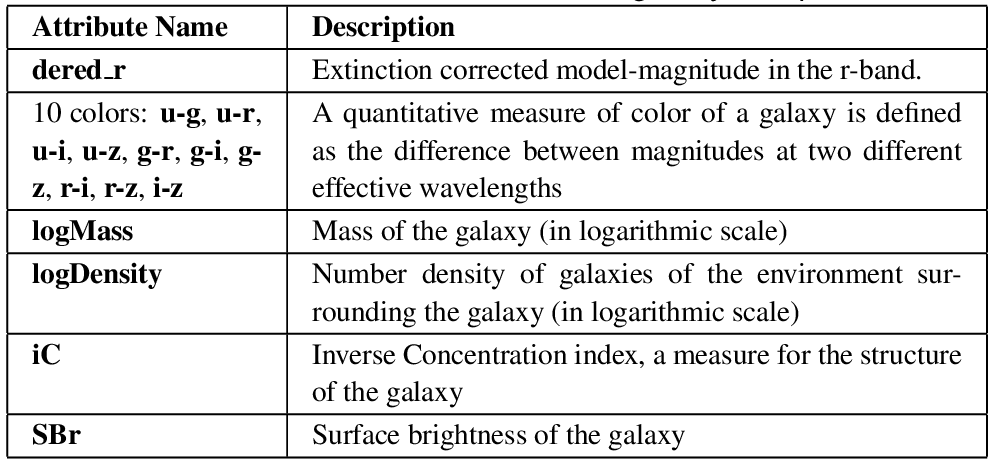 Attribute Name Description
dered_r Extinction corrected model-magnitude in the r-band.
10 colors: u-g, u-r, A quantitative measure of color of a galaxy is defined
u-i, u-z, g-r, g-i, g- as the difference between magnitudes at two different
z, r-i, r-z, i-z effective wavelengths
logMass Mass of the galaxy (in logarithmic scale)
logDensity Number density of galaxies of the environment sur-
rounding the galaxy (in logarithmic scale)
iC Inverse Concentration index, a measure for the structure
of the galaxy
SBr Surface brightness of the galaxy